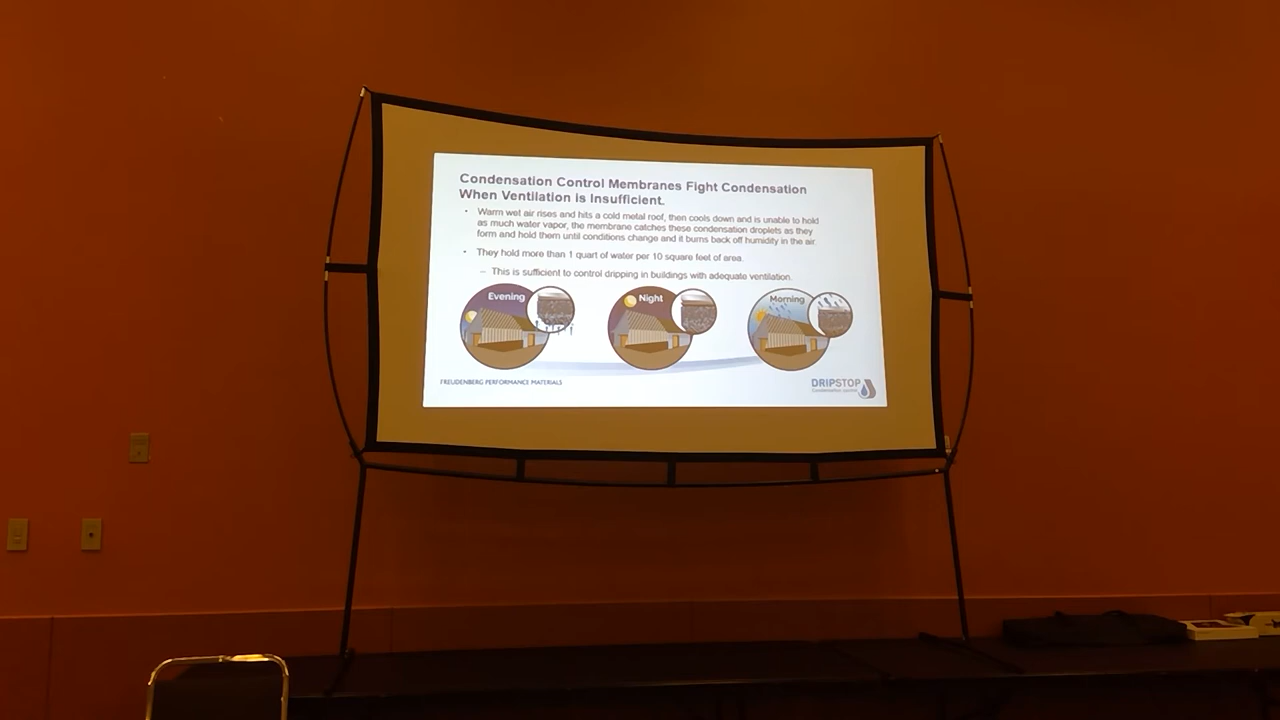 Condensation Control Membranes Fight Condensation
When Ventilation is Insufficient.
• Warm wet air rises and hits a cold metal roof, then cools down and is unable to hold
as much water vapor, the membrane catches these condensation droplets as they
form and hold them until conditions change and it burns back off humidity in the air.
• They hold more than 1 quart of water per 10 square feet of area.
– This is sufficient to control dripping in buildings with adequate ventilation.
Evening
Night
Morning
FREUDENBERG PERFORMANCE MATERIALS
DRIPSTOP
Condensation control